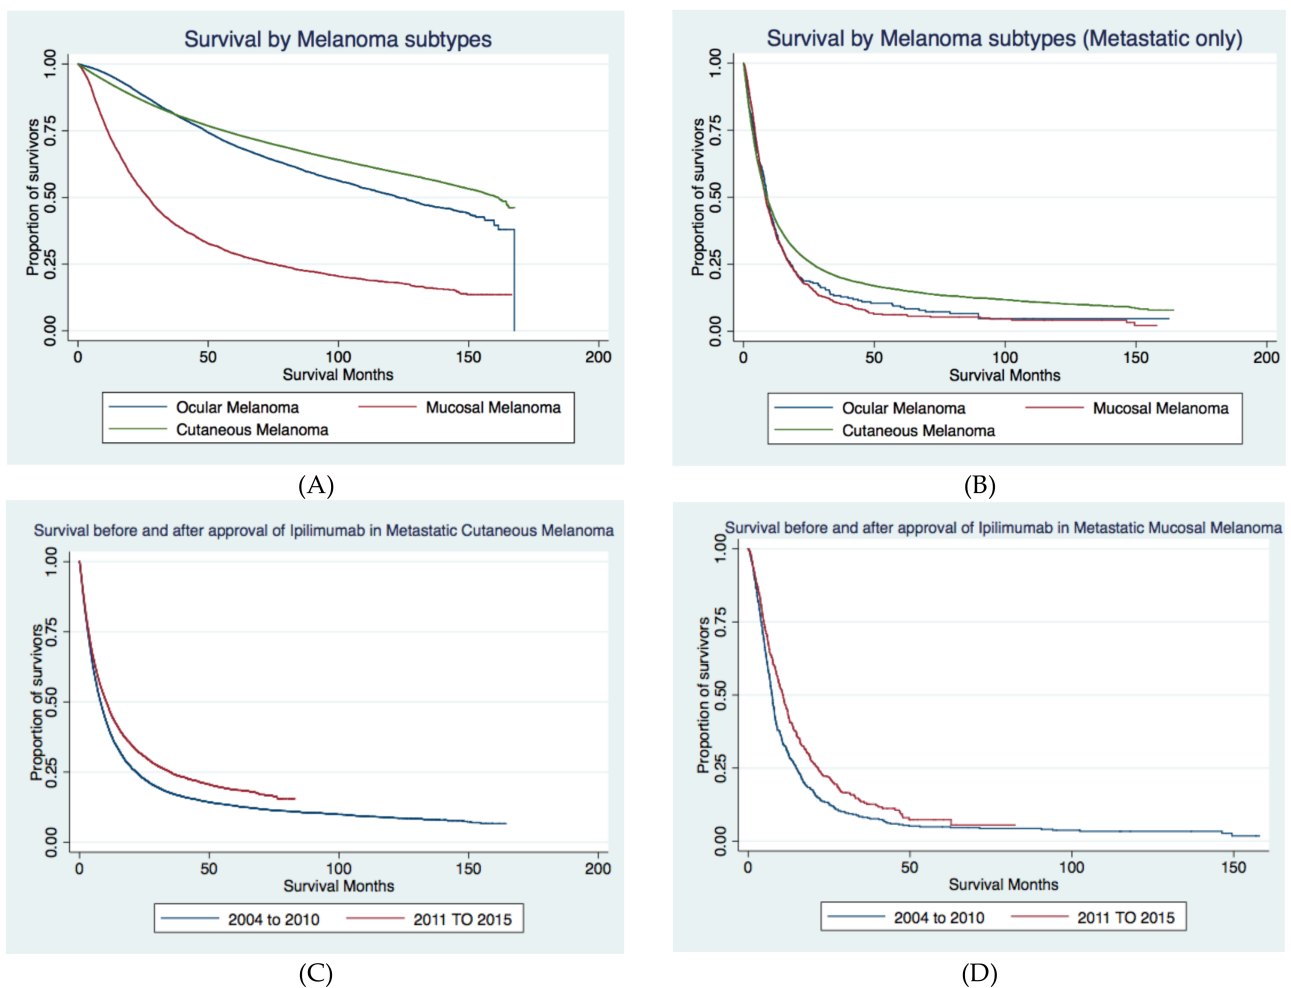 Survival by Melanoma subtypes
Proportion of survivors
1.00
0.75
0.50
0.25
0.00
0 50 100 150 200
Survival Months
Ocular Melanoma Mucosal Melanoma
Cutaneous Melanoma
(A)
Survival by Melanoma subtypes (Metastatic only)
Proportion of survivors
1.00
0.75
0.50
0.25
0.00
0 50 100 150 200
Survival Months
Ocular Melanoma Mucosal Melanoma
Cutaneous Melanoma
(B)
Survival before and after approval of Ipilimumab in Metastatic Cutaneous Melanoma
Proportion of survivors
1.00
0.75
0.50
0.25
0.00
0 50 100 150 200
Survival Months
2004 to 2010 2011 TO 2015
(C)
Survival before and after approval of Ipilimumab in Metastatic Mucosal Melanoma
Proportion of survivors
1.00
0.75
0.50
0.25
0.00
0 50 100 150
Survival Months
2004 to 2010 2011 TO 2015
(D)